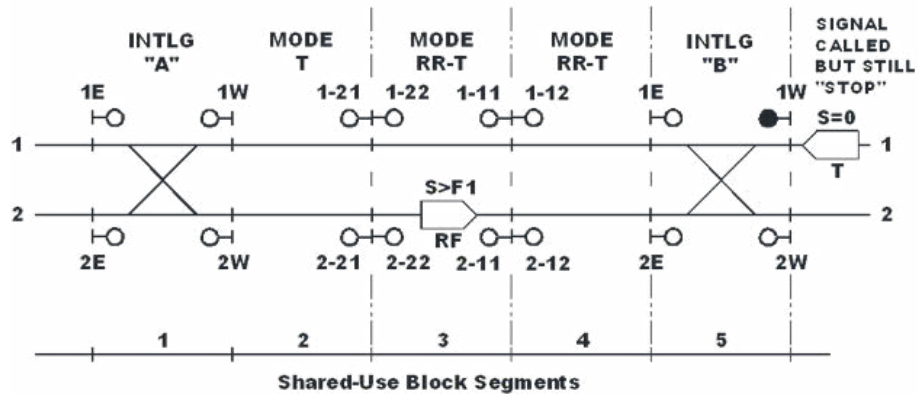 INTLG "A"
MODE T
MODE RR-T
MODE RR-T
INTLG "B"
SIGNAL CALLED BUT STILL "STOP"
1E 1W 1-21 1-22 1-11 1-12 1E 1W
S=0
1 1
T
S>F1
2 2
RF
2E 2W 2-21 2-22 2-11 2-12 2E 2W
1 2 3 4 5
Shared-Use Block Segments